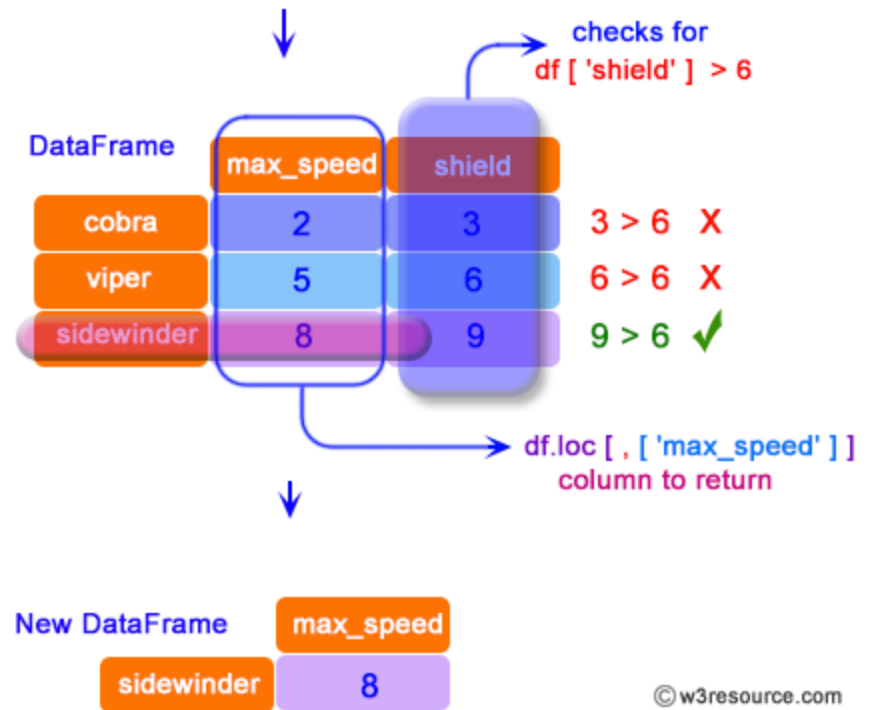 checks for
df [ 'shield' ] > 6
DataFrame
max_speed shield
cobra 2 3 3 > 6 X
viper 5 6 6 > 6 X
sidewinder 8 9 9 > 6 ✓
df.loc [ , [ 'max_speed' ] ]
column to return
New DataFrame max_speed
sidewinder 8
© w3resource.com